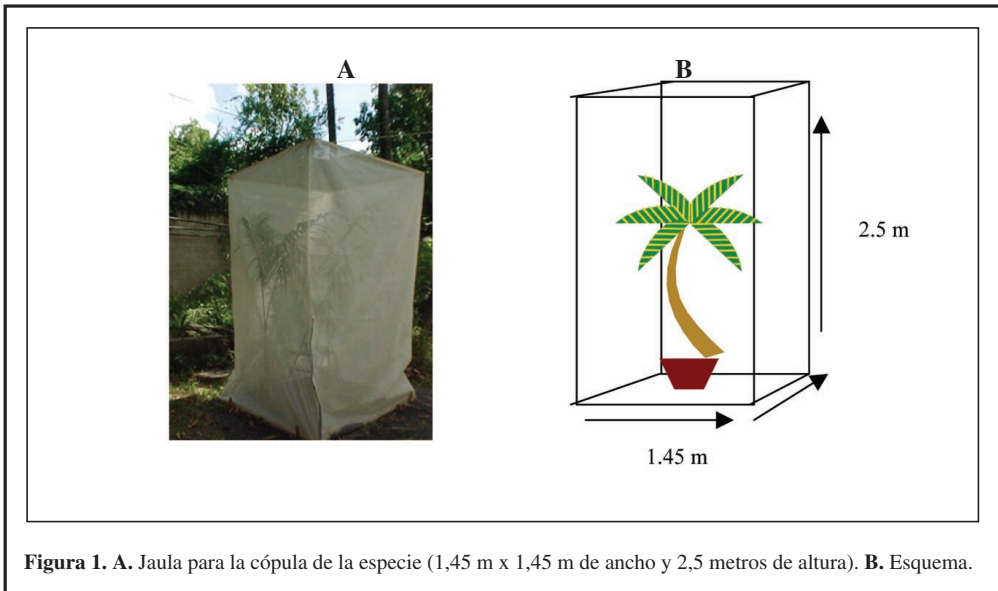 A
B
2.5 m
1.45 m
Figura 1. A. Jaula para la cópula de la especie (1,45 m x 1,45 m de ancho y 2,5 metros de altura). B. Esquema.